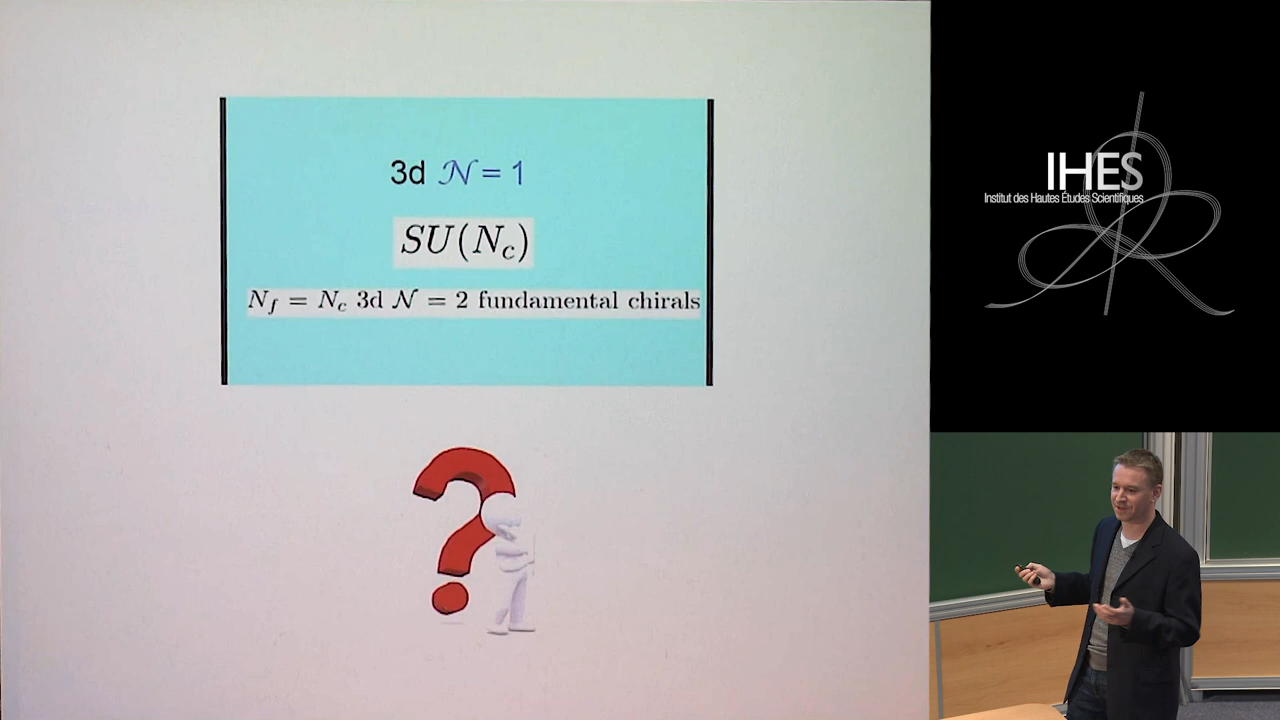 3d 𝒩 = 1
SU(N_c)
N_f = N_c 3d 𝒩 = 2 fundamental chirals
?
IHES
Institut des Hautes Études Scientifiques